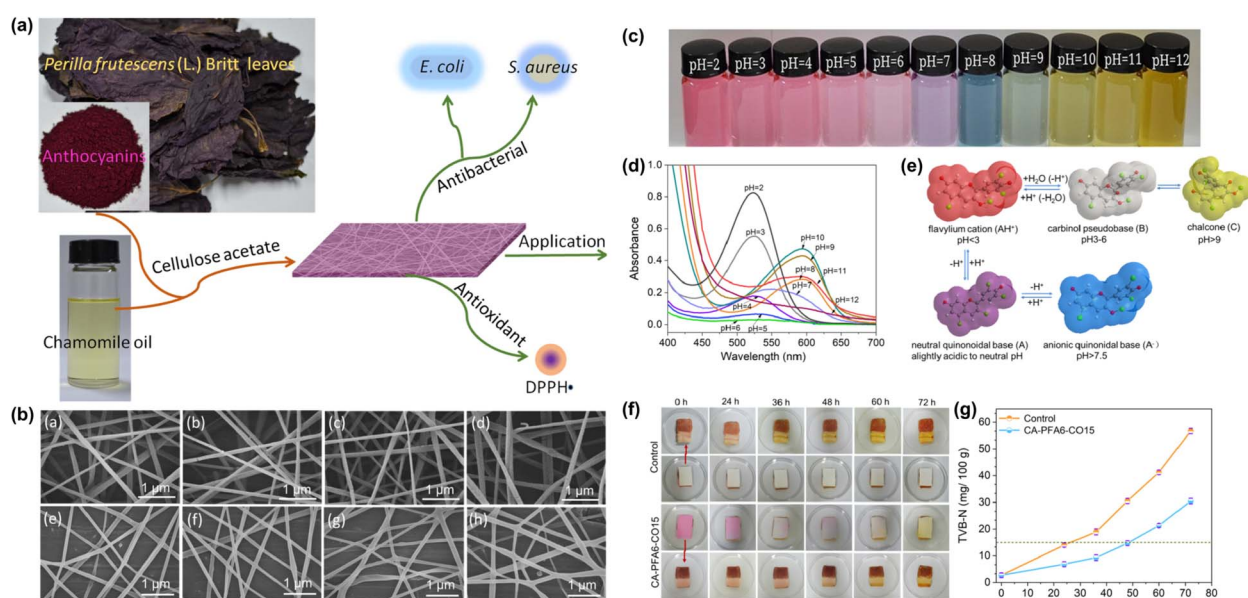 (a)
Perilla frutescens (L.) Britt leaves
Anthocyanins
Chamomile oil
Cellulose acetate
E. coli
S. aureus
Antibacterial
Application
Antioxidant
DPPH•
(b)
(a)
1 μm
(b)
1 μm
(c)
1 μm
(d)
1 μm
(e)
1 μm
(f)
1 μm
(g)
1 μm
(h)
1 μm
(c)
pH=2
pH=3
pH=4
pH=5
pH=6
pH=7
pH=8
pH=9
pH=10
pH=11
pH=12
(d)
Absorbance
1.0
0.8
0.6
0.4
0.2
0.0
pH=2
pH=3
pH=10
pH=9
pH=8
pH=11
pH=7
pH=12
pH=4
pH=6
pH=5
400
450
500
550
600
650
700
Wavelength (nm)
(e)
+H2O (-H+)
+H+ (-H2O)
flavylium cation (AH+)
pH<3
carbinol pseudobase (B)
pH3-6
chalcone (C)
pH>9
-H+
+H+
-H+
+H+
neutral quinonoidal base (A)
alightly acidic to neutral pH
anionic quinonidal base (A-)
pH>7.5
(f)
0 h
24 h
36 h
48 h
60 h
72 h
Control
CA-PFA6-CO15
(g)
Control
CA-PFA6-CO15
TVB-N (mg/ 100 g)
60
50
40
30
20
10
0
0
10
20
30
40
50
60
70
80